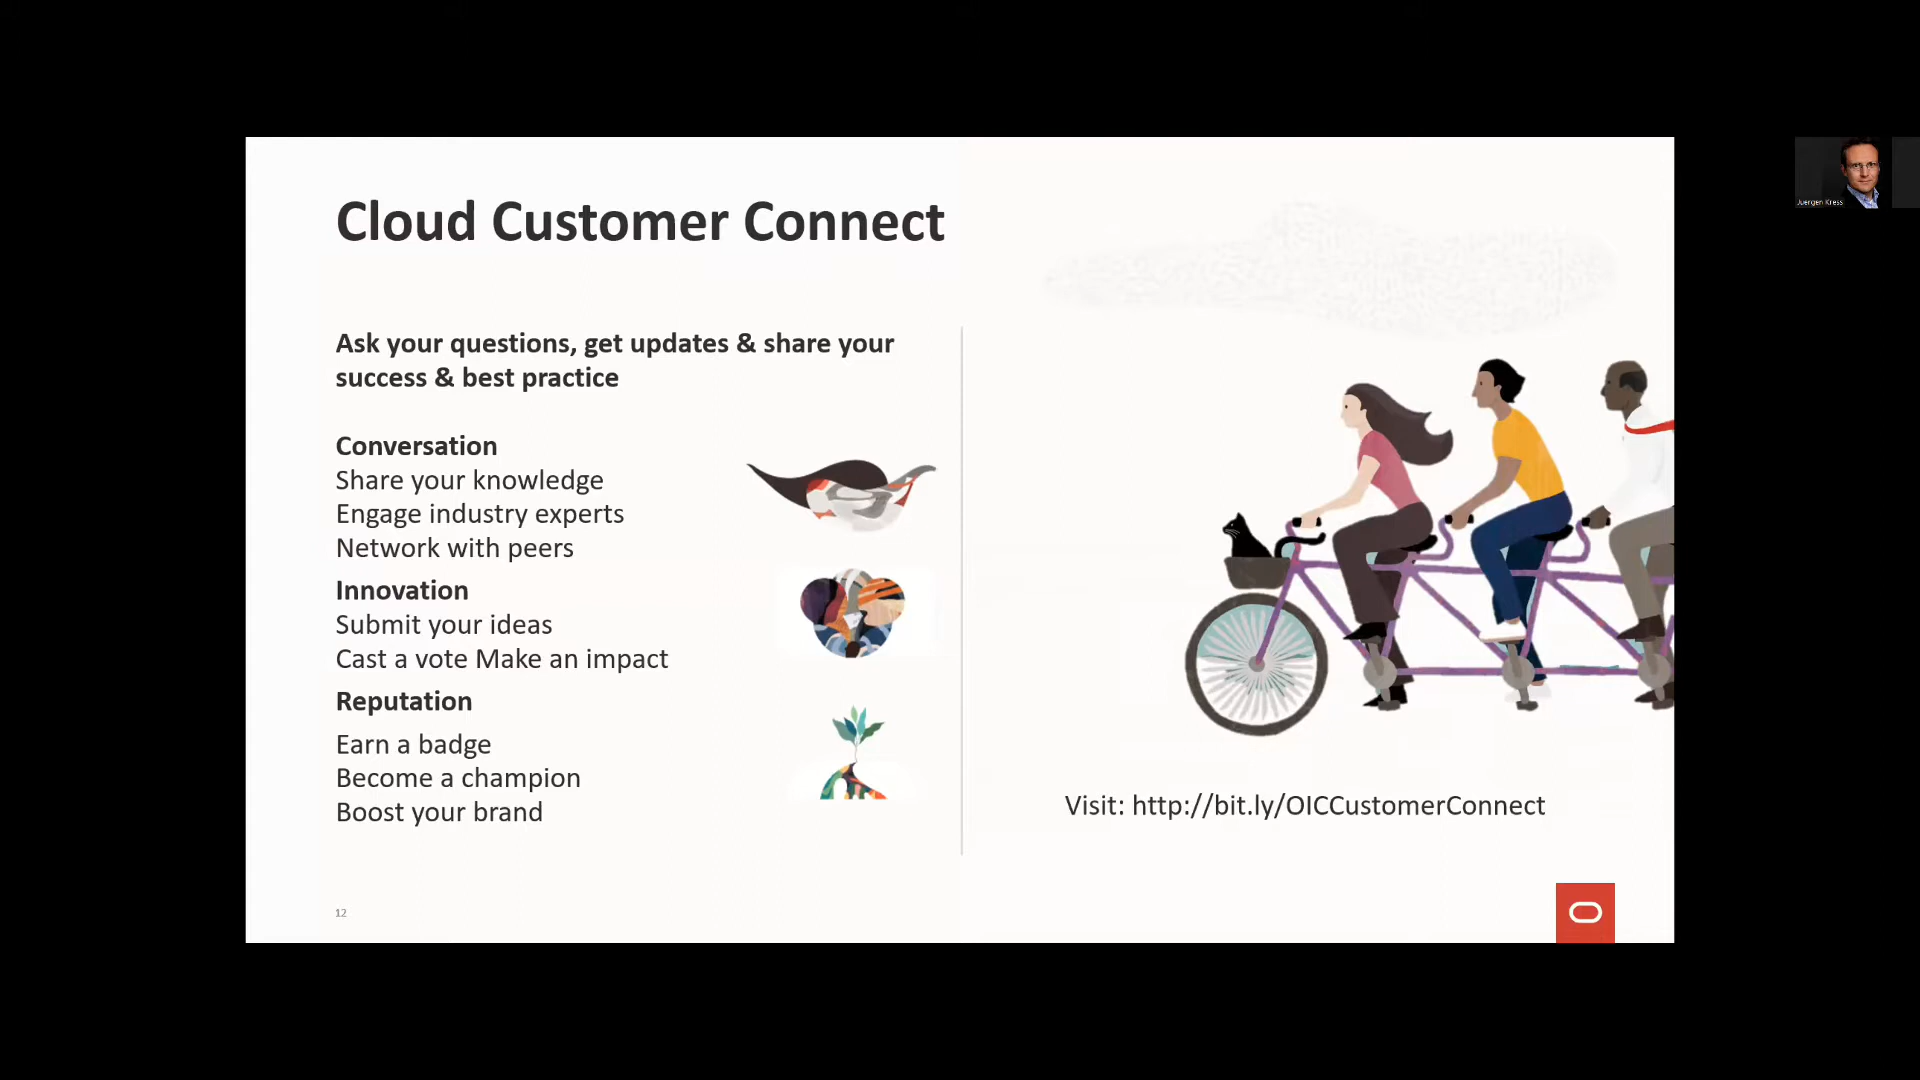 Cloud Customer Connect
Ask your questions, get updates & share your
success & best practice
Conversation
Share your knowledge
Engage industry experts
Network with peers
Innovation
Submit your ideas
Cast a vote Make an impact
Reputation
Earn a badge
Become a champion
Boost your brand
Visit: http://bit.ly/OICCustomerConnect
12
Juergen Kress